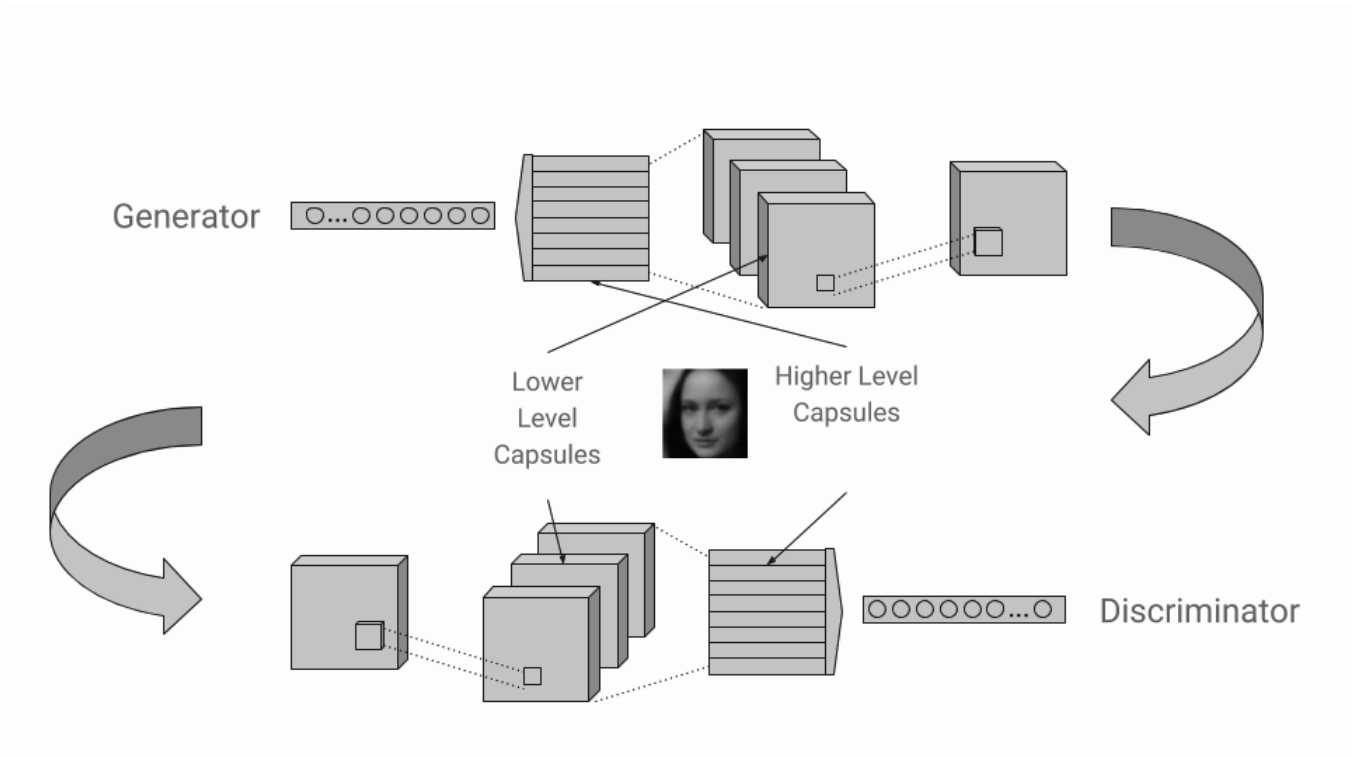 Generator
Lower
Level
Capsules
Higher Level
Capsules
Discriminator